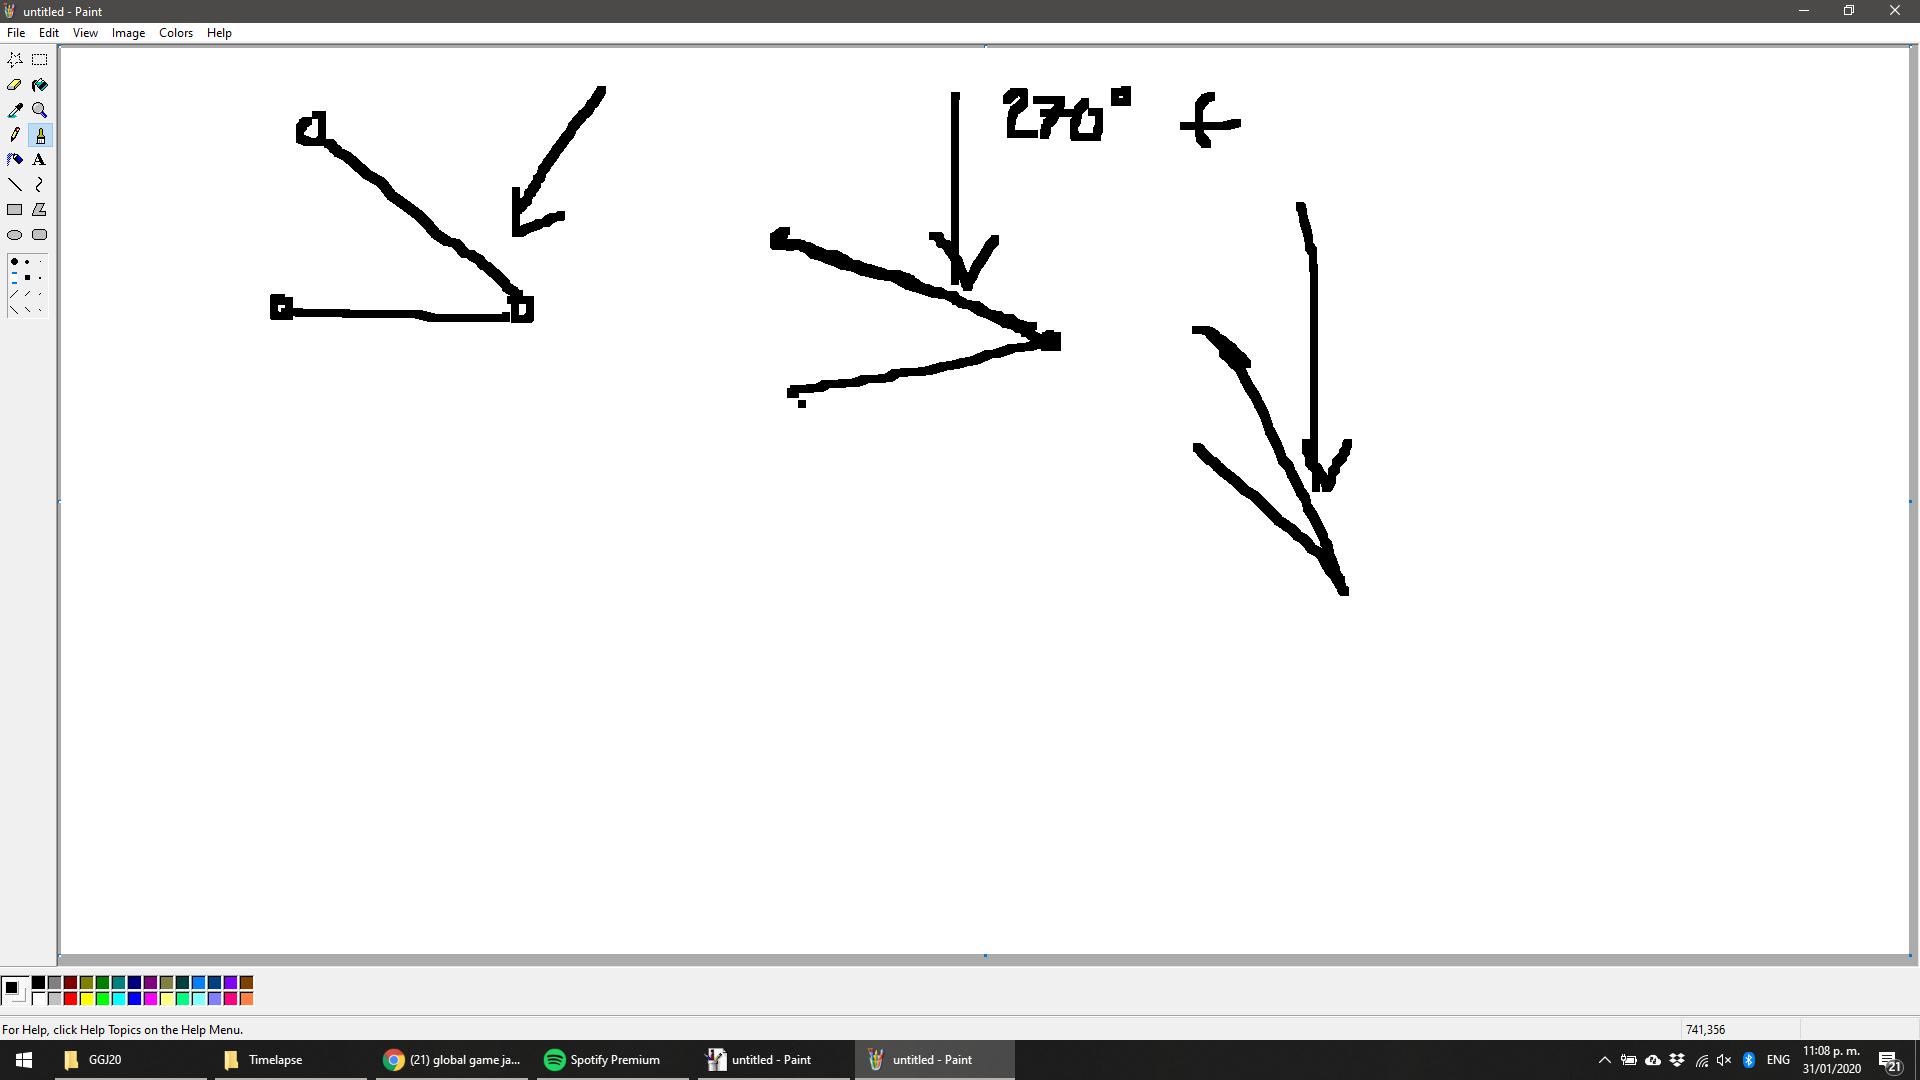 untitled - Paint
File Edit View Image Colors Help
270° +
For Help, click Help Topics on the Help Menu.
741,356
GGJ20
Timelapse
(21) global game ja...
Spotify Premium
untitled - Paint
untitled - Paint
ENG
11:08 p. m.
31/01/2020
21